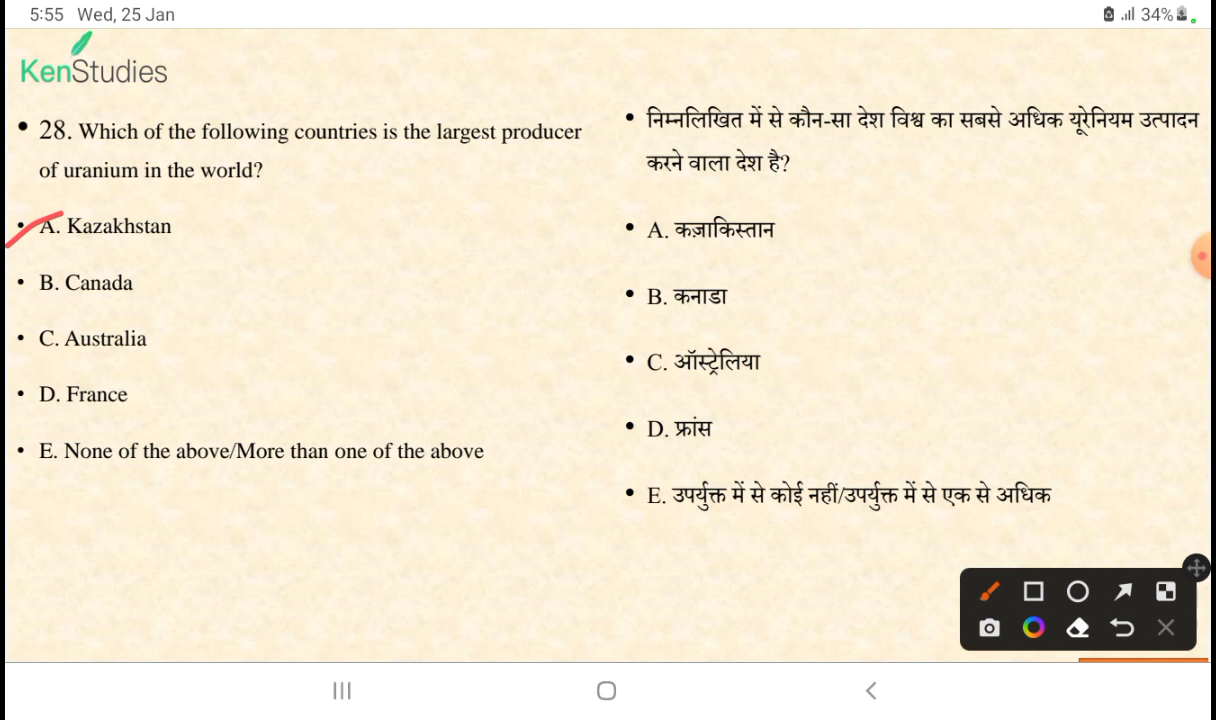 5:55 Wed, 25 Jan
34%
KenStudies
• 28. Which of the following countries is the largest producer
of uranium in the world?
• A. Kazakhstan
• B. Canada
• C. Australia
• D. France
• E. None of the above/More than one of the above
• निम्नलिखित में से कौन-सा देश विश्व का सबसे अधिक यूरेनियम उत्पादन
करने वाला देश है?
• A. कज़ाकिस्तान
• B. कनाडा
• C. ऑस्ट्रेलिया
• D. फ्रांस
• E. उपर्युक्त में से कोई नहीं/उपर्युक्त में से एक से अधिक